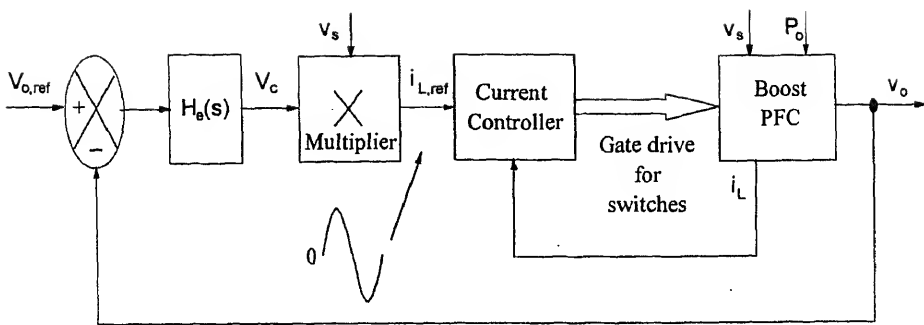 V_o,ref
+
−
H_e(s)
V_c
v_s
Multiplier
i_L,ref
0
Current
Controller
Gate drive
for
switches
v_s
P_o
Boost
PFC
i_L
v_o